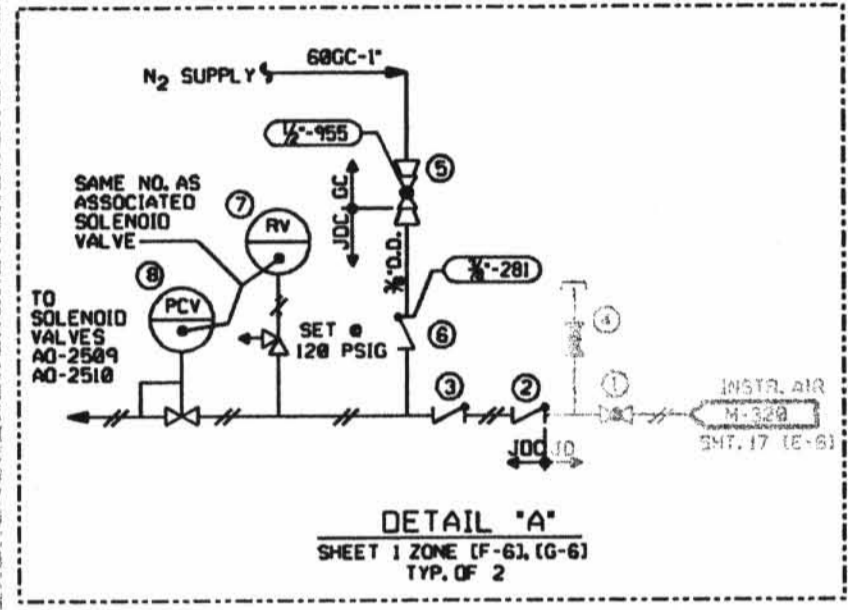 60GC-1"
N2 SUPPLY
1/2"-955
5
GC
JDC
SAME NO. AS
ASSOCIATED
SOLENOID
VALVE
7
RV
8
PCV
3/8"O.D.
3/8"-281
TO
SOLENOID
VALVES
AO-2509
AO-2510
SET @
120 PSIG
6
4
3
2
1
INSTR. AIR
M-320
SHT. 17 (E-6)
JDC JD
DETAIL "A"
SHEET 1 ZONE (F-6), (G-6)
TYP. OF 2